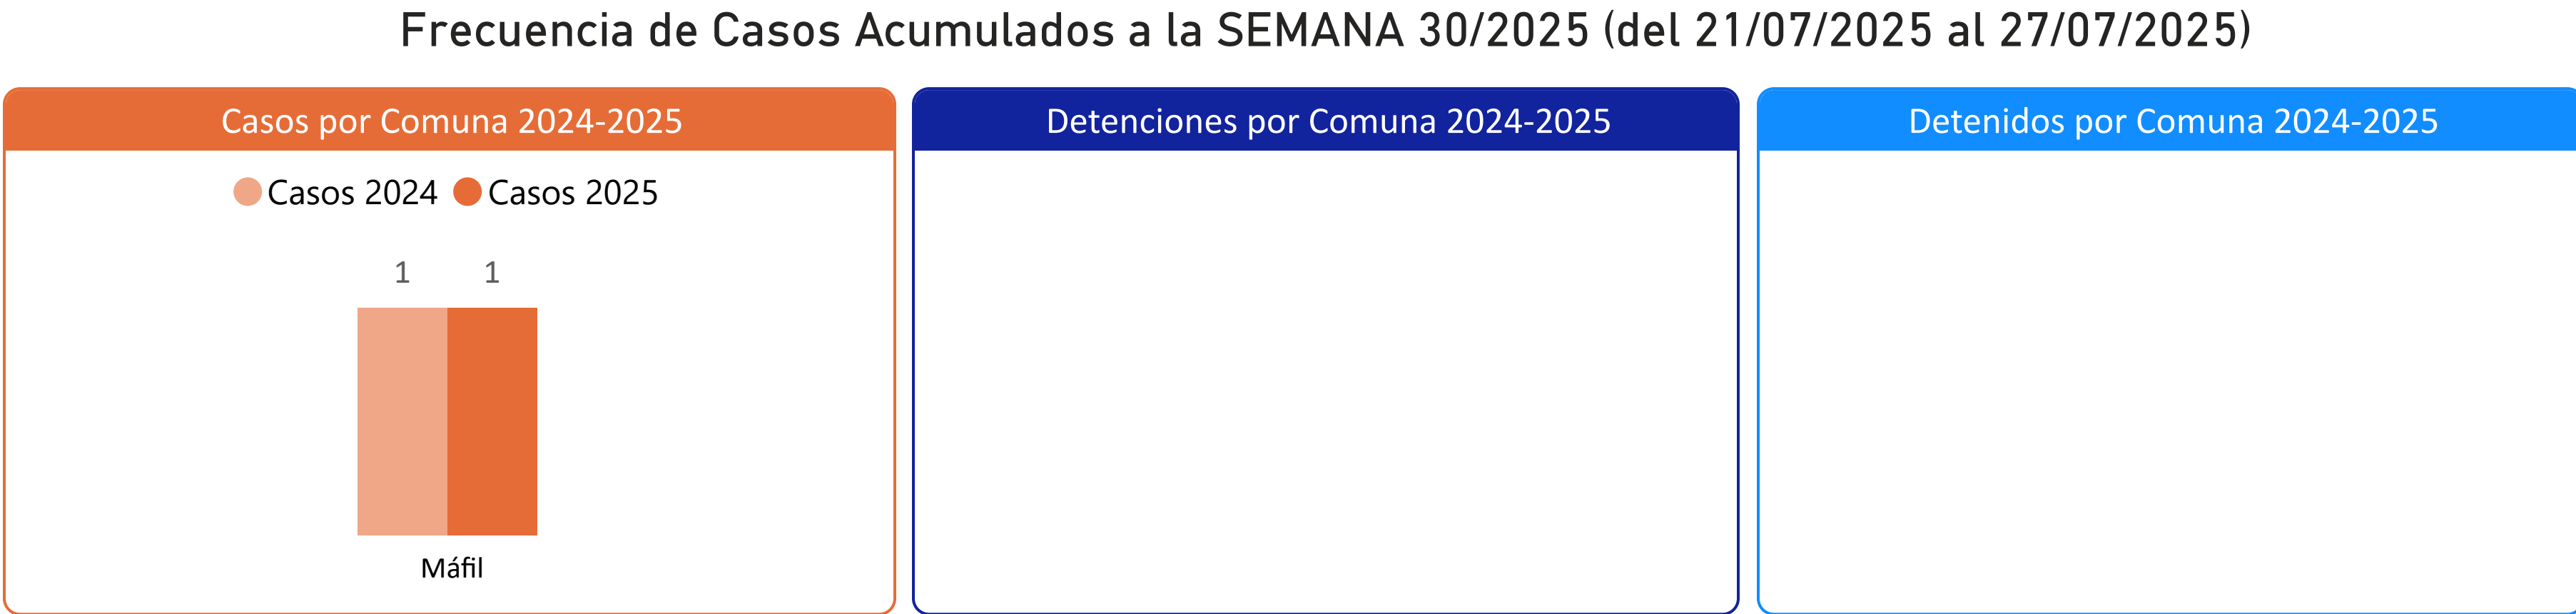 Frecuencia de Casos Acumulados a la SEMANA 30/2025 (del 21/07/2025 al 27/07/2025)
Casos por Comuna 2024-2025
Casos 2024 Casos 2025
1 1
Máfil
Detenciones por Comuna 2024-2025
Detenidos por Comuna 2024-2025